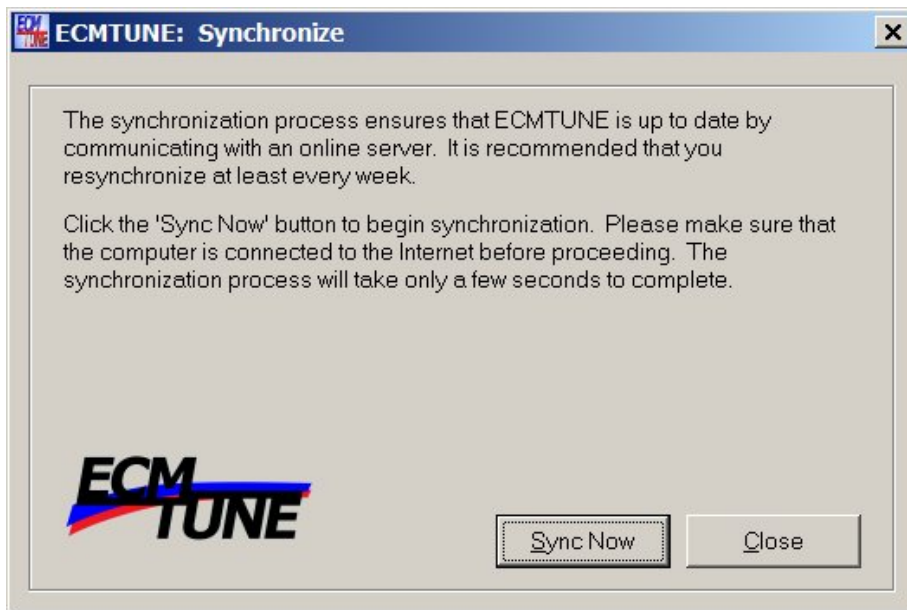 ECM TUNE
ECMTUNE: Synchronize
The synchronization process ensures that ECMTUNE is up to date by
communicating with an online server. It is recommended that you
resynchronize at least every week.
Click the 'Sync Now' button to begin synchronization. Please make sure that
the computer is connected to the Internet before proceeding. The
synchronization process will take only a few seconds to complete.
ECM
TUNE
Sync Now
Close